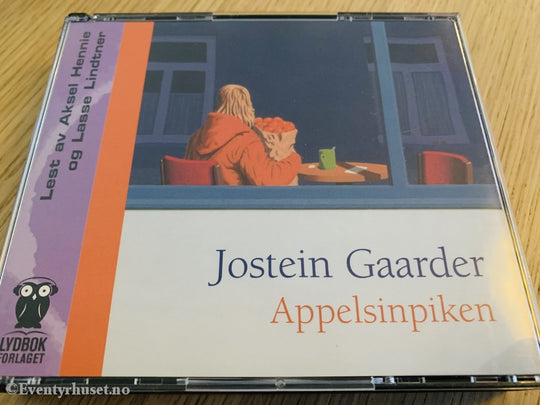 Lest av Aksel Hennie
og Lasse Lindtner
Jostein Gaarder
Appelsinpiken
LYDBOK
FORLAGET
©Eventyrhuset.no